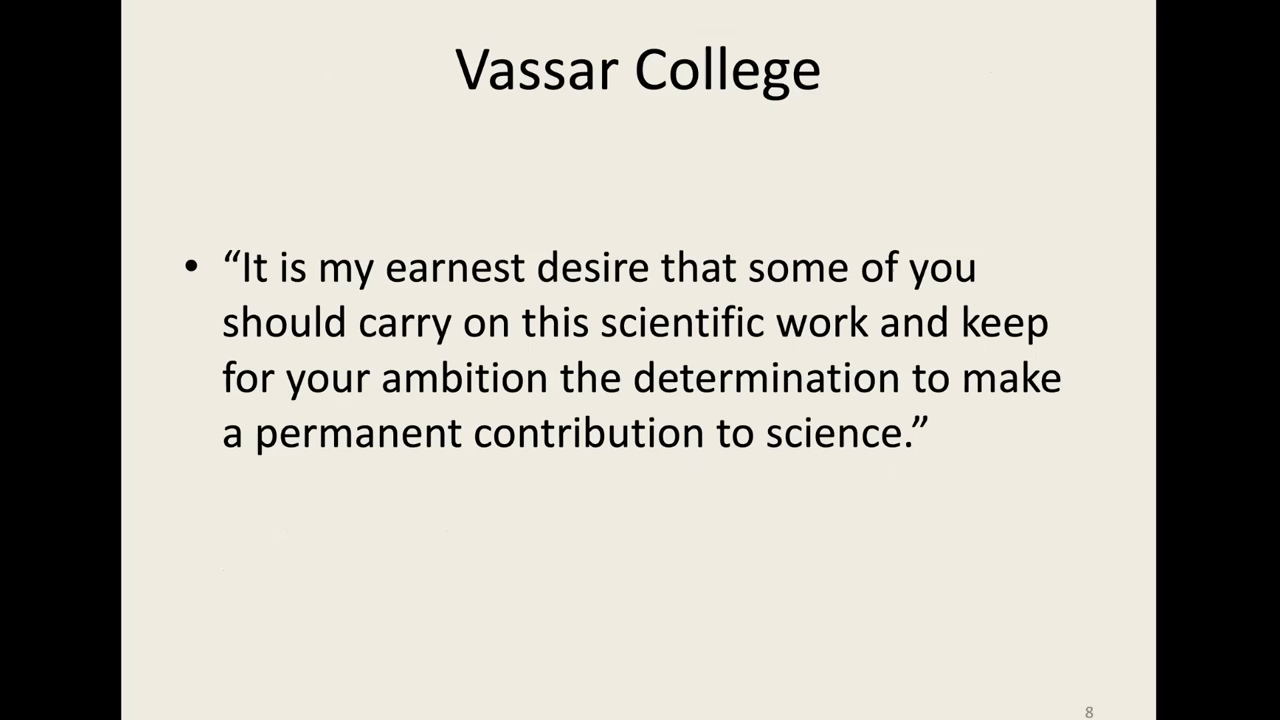 Vassar College
• “It is my earnest desire that some of you
should carry on this scientific work and keep
for your ambition the determination to make
a permanent contribution to science.”
8